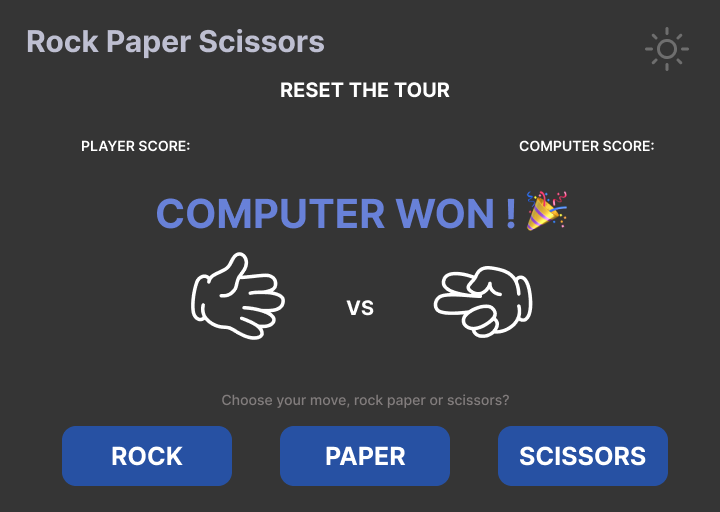 Rock Paper Scissors
RESET THE TOUR
PLAYER SCORE:
COMPUTER SCORE:
COMPUTER WON ! 🎉
VS
Choose your move, rock paper or scissors?
ROCK
PAPER
SCISSORS